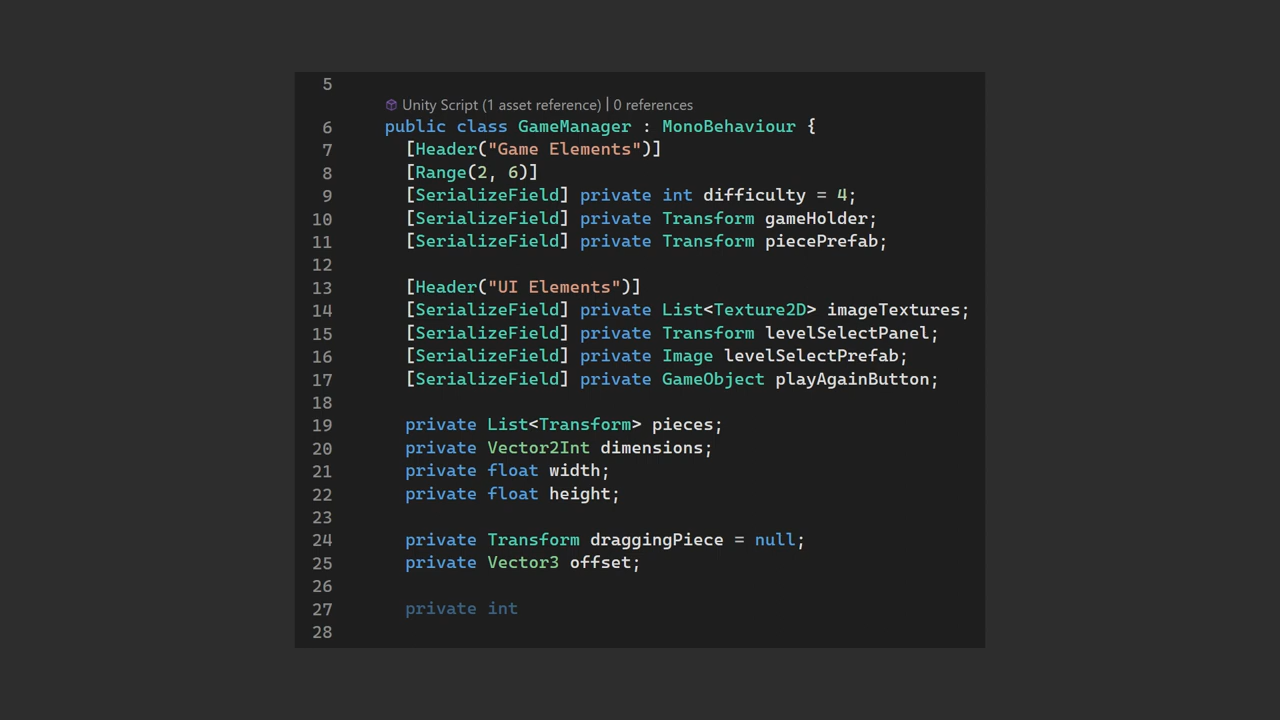 5
Unity Script (1 asset reference) | 0 references
6 public class GameManager : MonoBehaviour {
7 [Header("Game Elements")]
8 [Range(2, 6)]
9 [SerializeField] private int difficulty = 4;
10 [SerializeField] private Transform gameHolder;
11 [SerializeField] private Transform piecePrefab;
12
13 [Header("UI Elements")]
14 [SerializeField] private List<Texture2D> imageTextures;
15 [SerializeField] private Transform levelSelectPanel;
16 [SerializeField] private Image levelSelectPrefab;
17 [SerializeField] private GameObject playAgainButton;
18
19 private List<Transform> pieces;
20 private Vector2Int dimensions;
21 private float width;
22 private float height;
23
24 private Transform draggingPiece = null;
25 private Vector3 offset;
26
27 private int
28